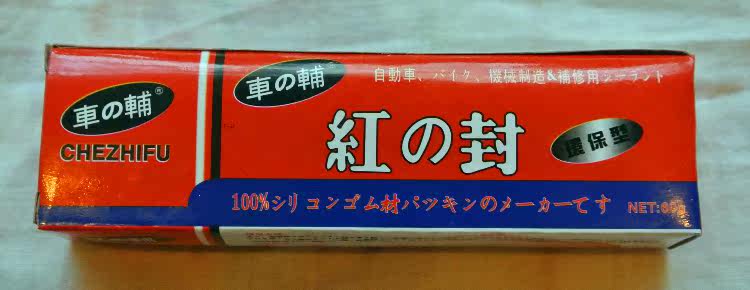 車の輔®
CHEZHIFU
車の輔®
自動車、バイク、機械制造&補修用シーラント
紅の封
環保型
100%シリコンゴム材パツキンのメーカーてす
NET: